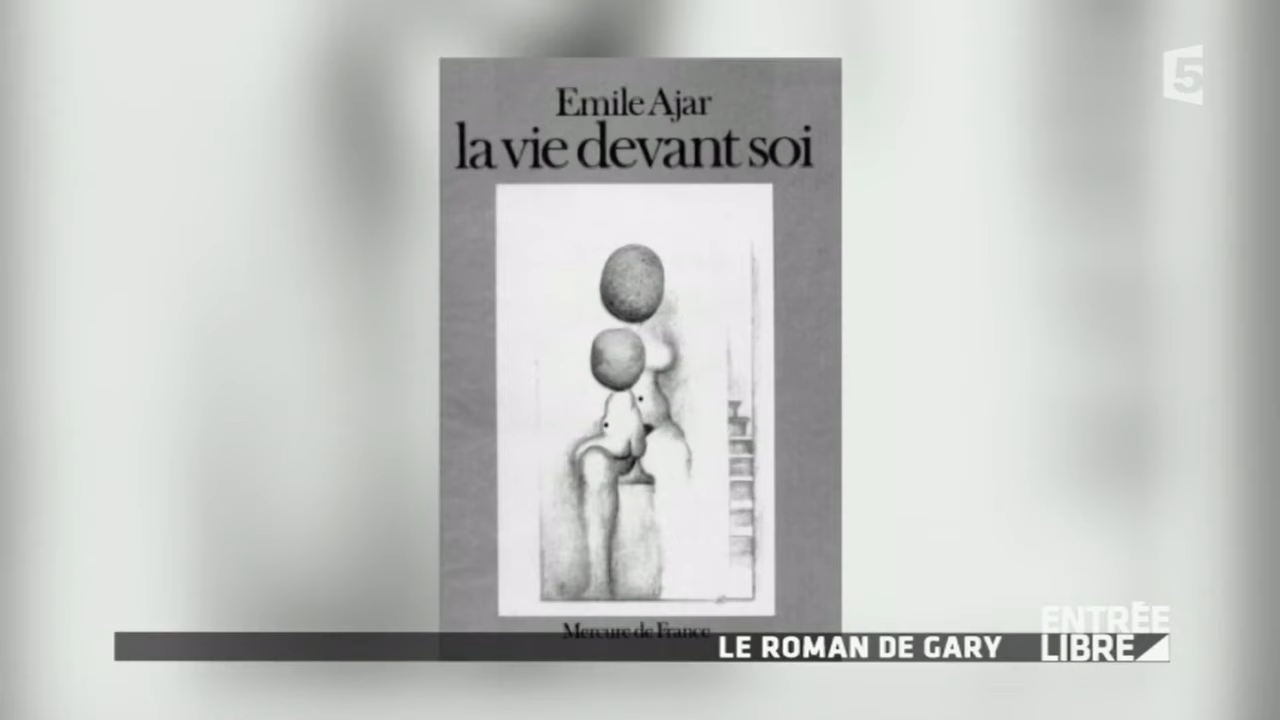 5
Emile Ajar
la vie devant soi
Mercure de France
LE ROMAN DE GARY
ENTRÉE
LIBRE